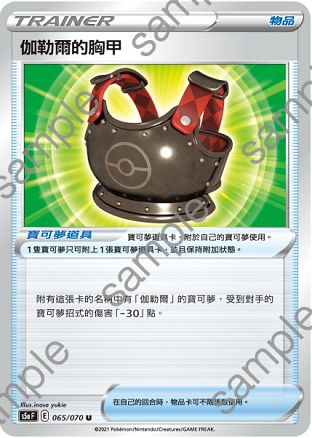 TRAINER 物品
伽勒爾的胸甲
寶可夢道具 寶可夢道具卡，附於自己的寶可夢使用。
1隻寶可夢只可附上1張寶可夢道具卡，並且保持附加狀態。
附有這張卡的名稱中有「伽勒爾」的寶可夢，受到對手的
寶可夢招式的傷害「-30」點。
Illus.inose yukie
s5a F E 065/070 U
在自己的回合時，物品卡可不限張數使用。
©2021 Pokémon/Nintendo/Creatures/GAME FREAK.
sample
sample
sample
sample
sample
sample